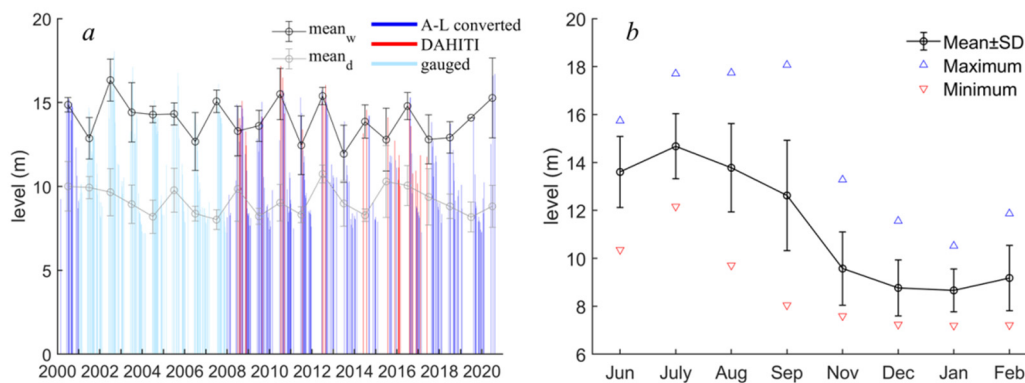 a
mean_w
mean_d
A-L converted
DAHITI
gauged
level (m)
20
15
10
5
0
2000 2002 2004 2006 2008 2010 2012 2014 2016 2018 2020
b
Mean±SD
Maximum
Minimum
level (m)
20
18
16
14
12
10
8
6
Jun July Aug Sep Nov Dec Jan Feb